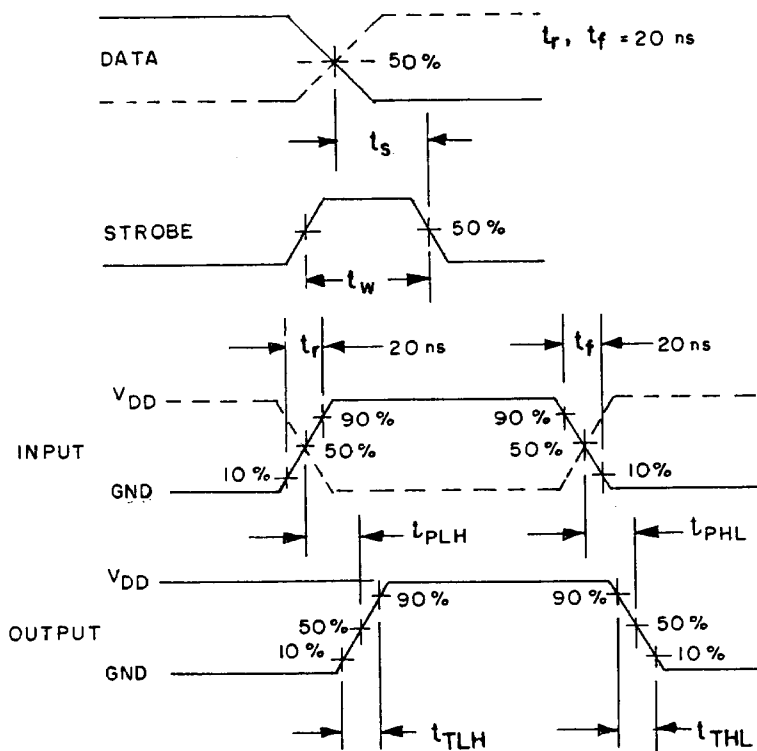 t_r, t_f = 20 ns
DATA
50%
t_s
STROBE
50%
t_W
t_r 20 ns
t_f 20 ns
V_DD
90%
90%
INPUT
50%
50%
10%
10%
GND
t_PLH
t_PHL
V_DD
90%
90%
OUTPUT
50%
50%
10%
10%
GND
t_TLH
t_THL